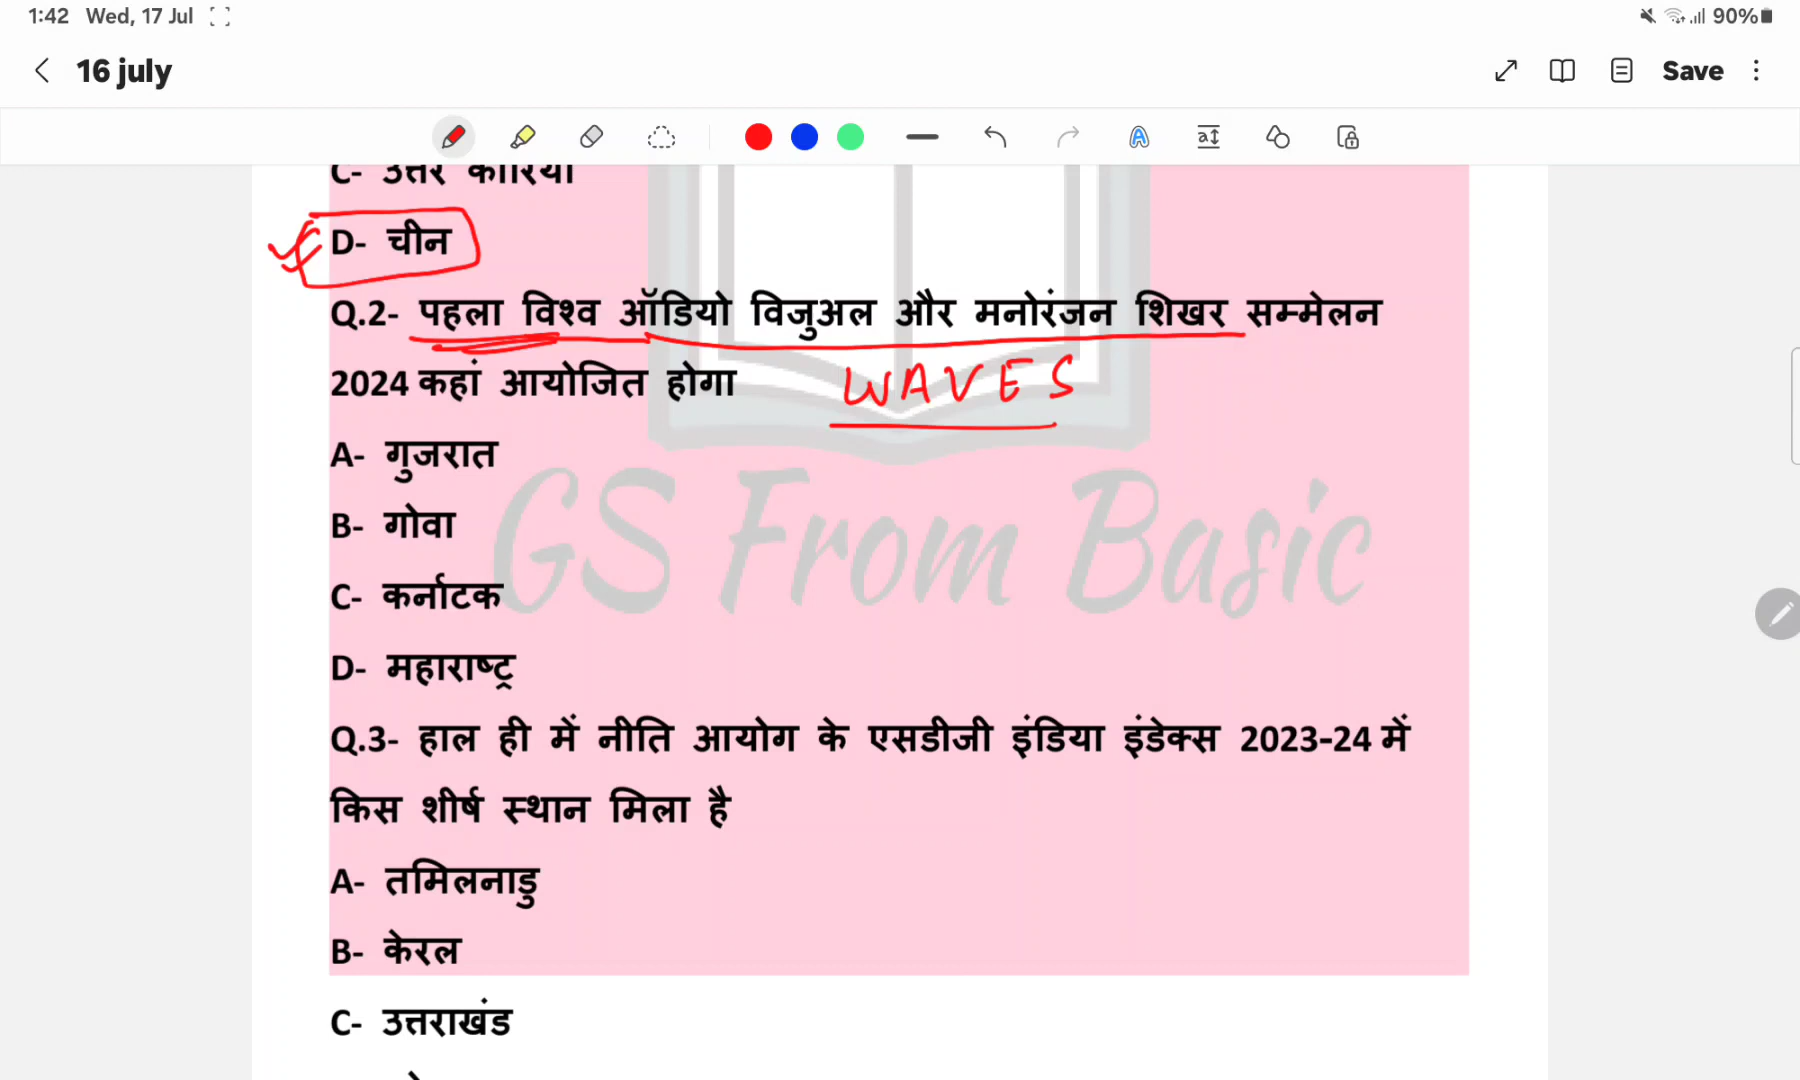 1:42 Wed, 17 Jul 90%
16 july Save
C- उत्तर कोरिया
D- चीन
Q.2- पहला विश्व ऑडियो विजुअल और मनोरंजन शिखर सम्मेलन
2024 कहां आयोजित होगा WAVES
A- गुजरात
B- गोवा
C- कर्नाटक
D- महाराष्ट्र
GS From Basic
Q.3- हाल ही में नीति आयोग के एसडीजी इंडिया इंडेक्स 2023-24 में
किस शीर्ष स्थान मिला है
A- तमिलनाडु
B- केरल
C- उत्तराखंड